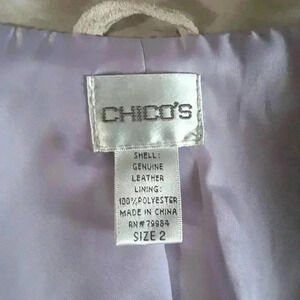 CHICO'S
SHELL:
GENUINE
LEATHER
LINING:
100% POLYESTER
MADE IN CHINA
RN# 79984
SIZE 2